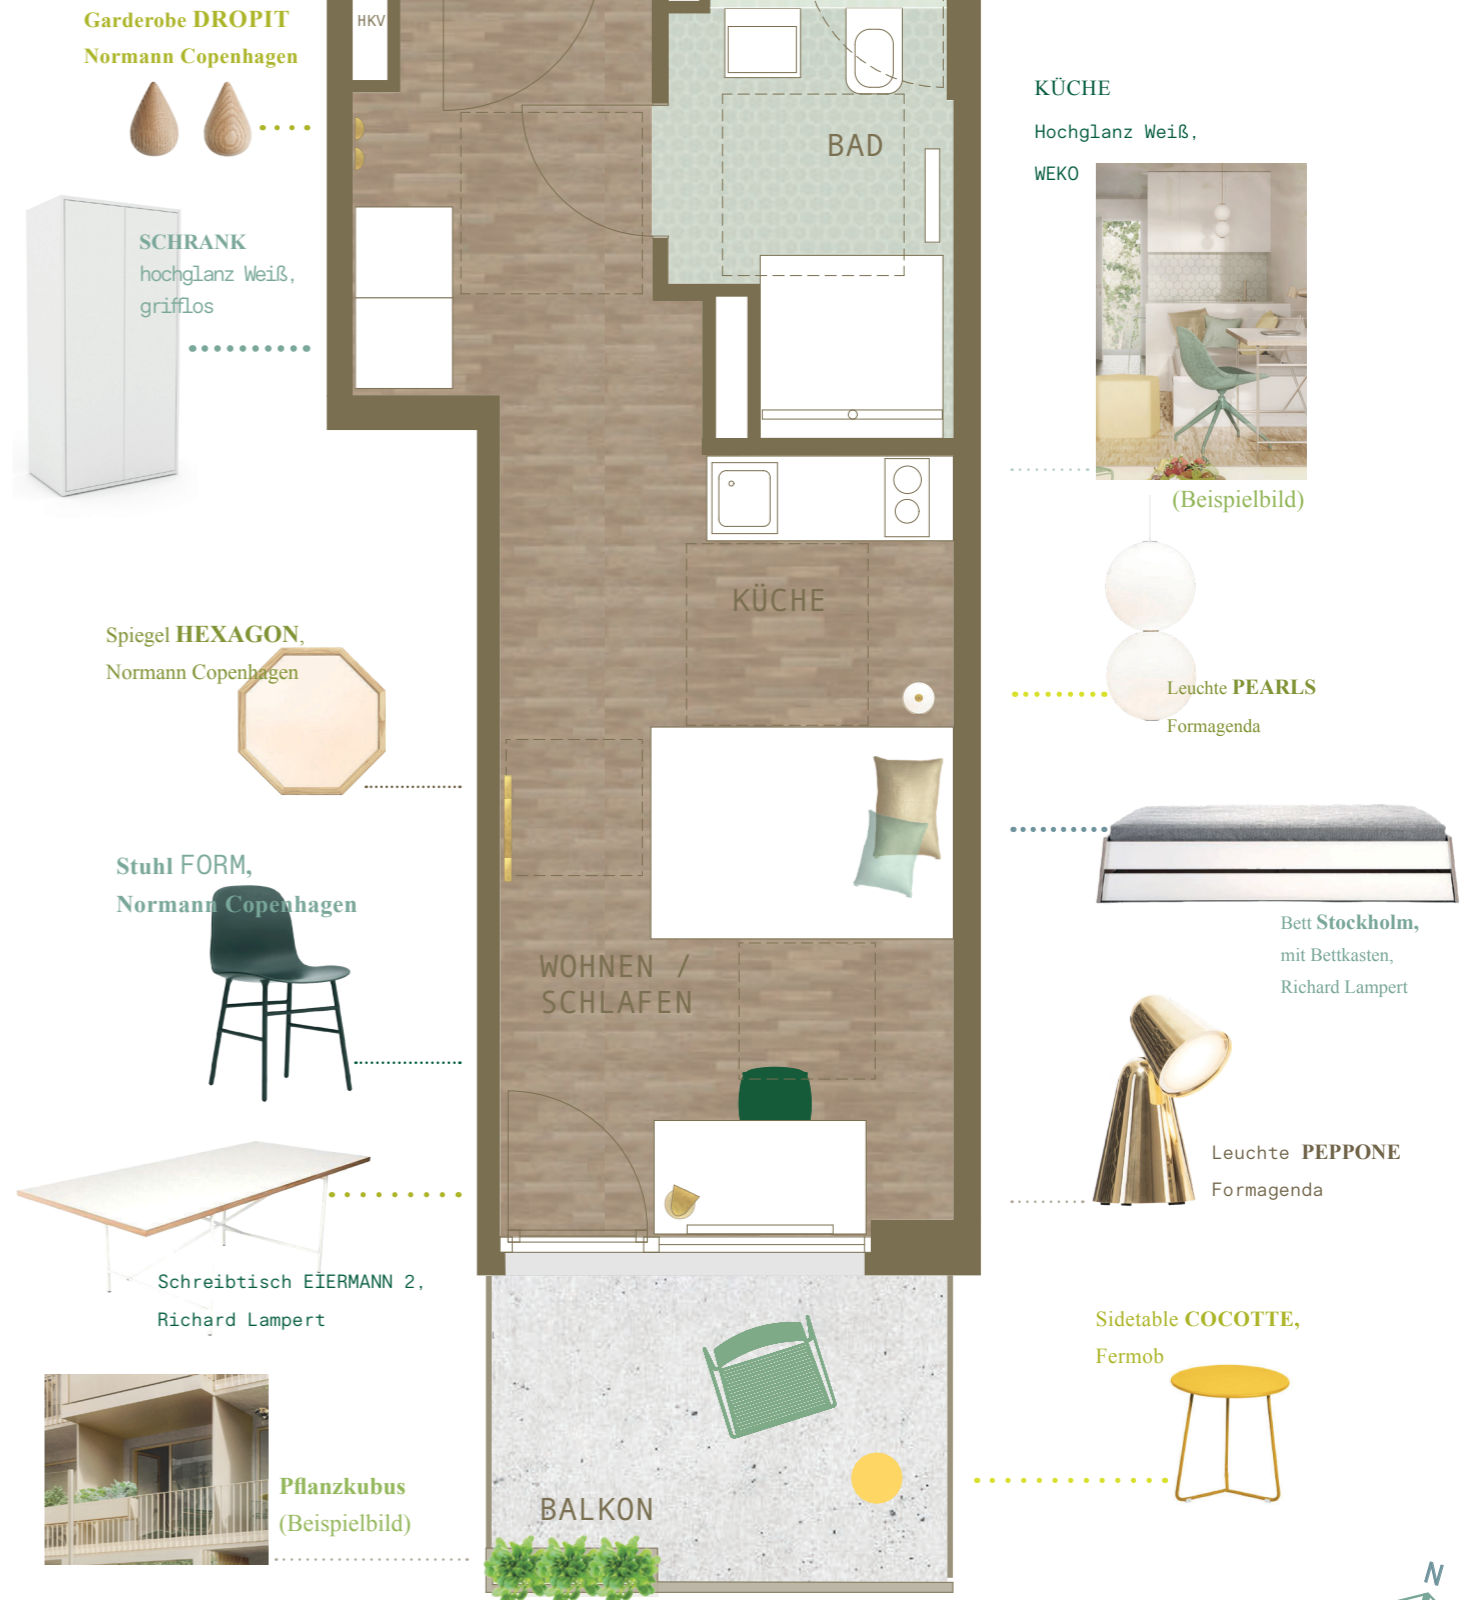 Garderobe DROPIT
Normann Copenhagen
HKV
BAD
KÜCHE
Hochglanz Weiß,
WEKO
SCHRANK
hochglanz Weiß,
grifflos
(Beispielbild)
KÜCHE
Spiegel HEXAGON,
Normann Copenhagen
Leuchte PEARLS
Formagenda
Stuhl FORM,
Normann Copenhagen
Bett Stockholm,
mit Bettkasten,
Richard Lampert
WOHNEN /
SCHLAFEN
Leuchte PEPPONE
Formagenda
Schreibtisch EIERMANN 2,
Richard Lampert
Sidetable COCOTTE,
Fermob
Pflanzkubus
(Beispielbild)
BALKON
N